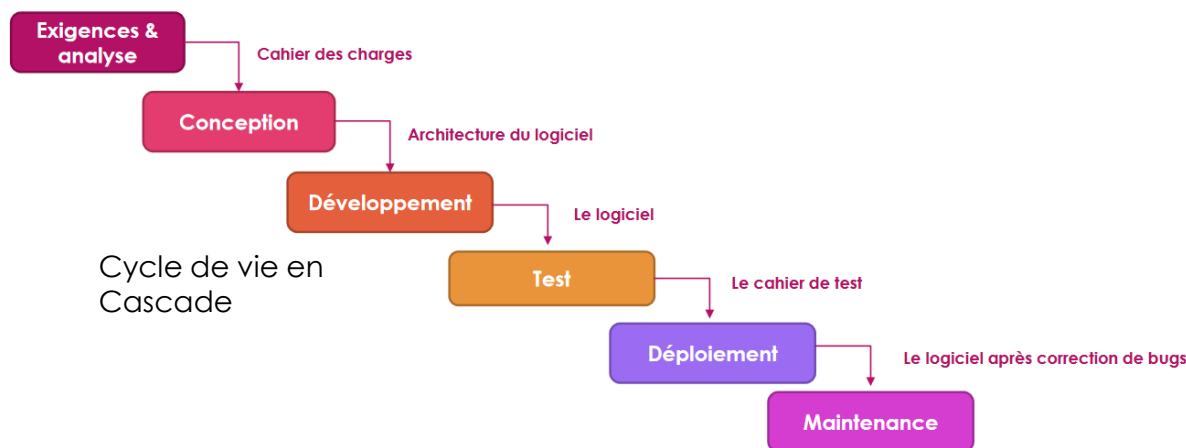 Exigences &
analyse
Cahier des charges
Conception
Architecture du logiciel
Développement
Le logiciel
Cycle de vie en
Cascade
Test
Le cahier de test
Déploiement
Le logiciel après correction de bugs
Maintenance